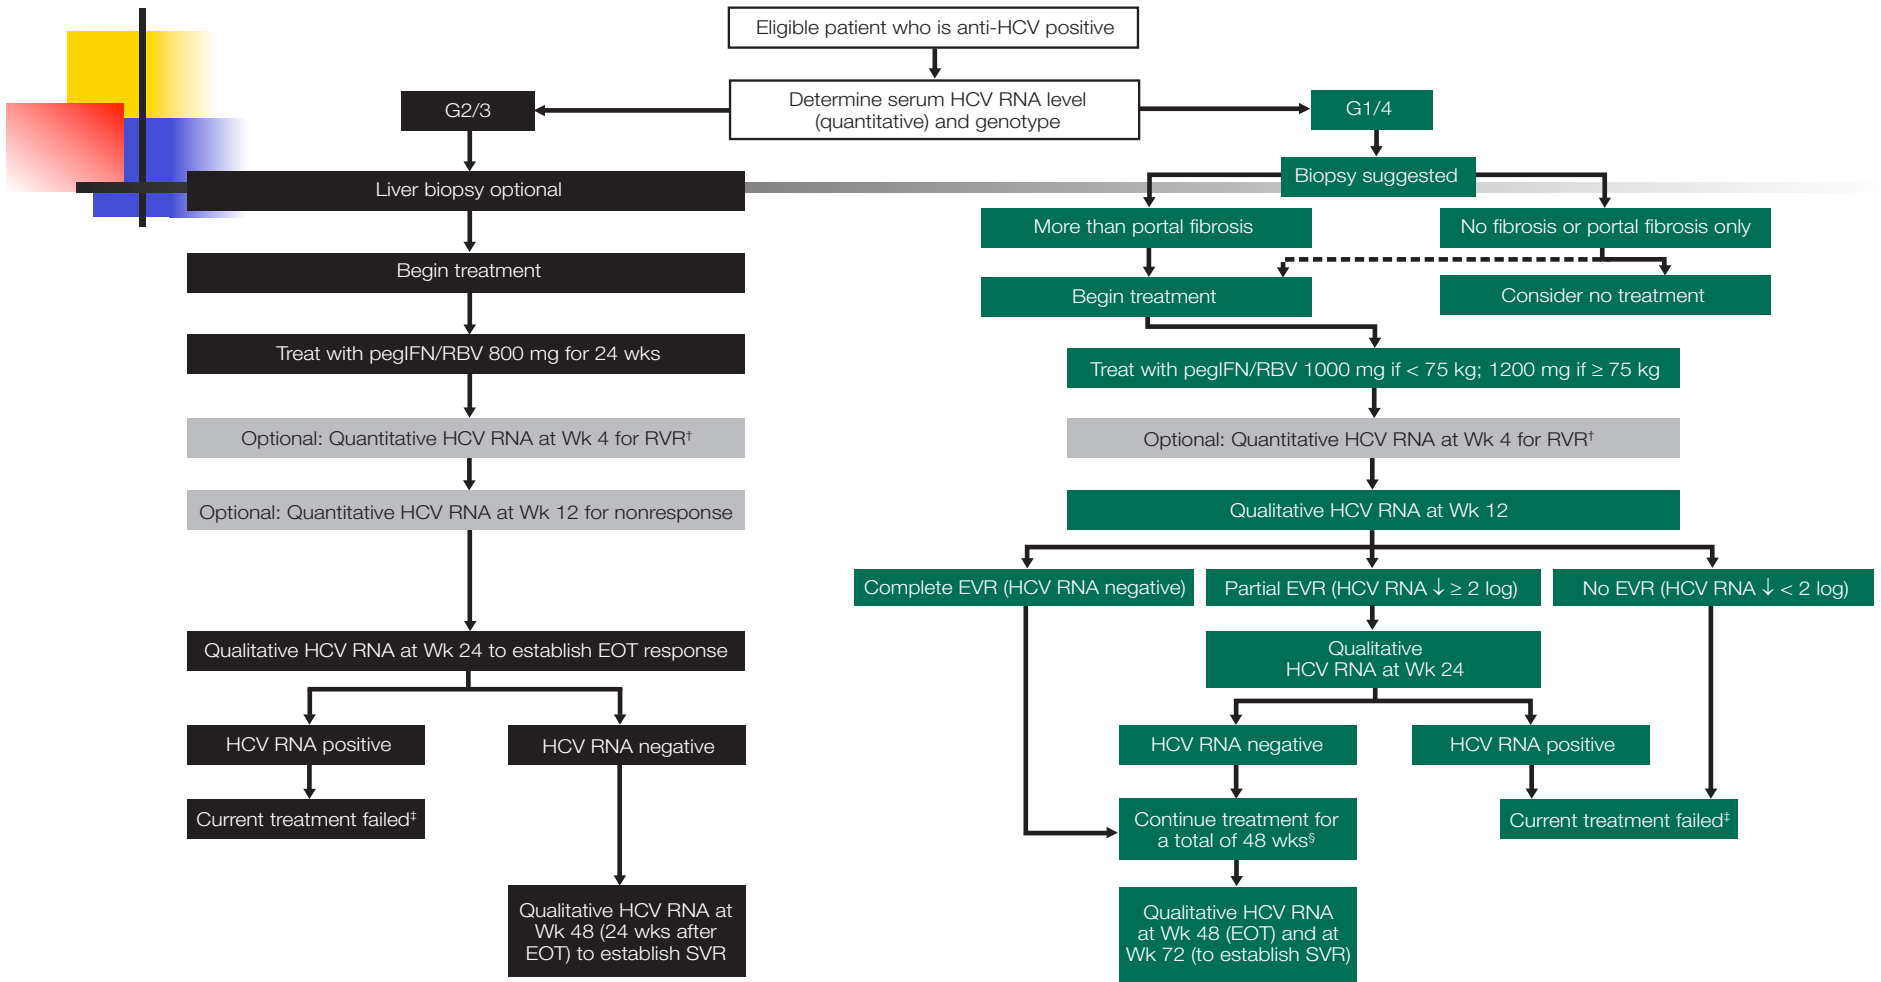 Eligible patient who is anti-HCV positive
Determine serum HCV RNA level
(quantitative) and genotype
G2/3
Liver biopsy optional
Begin treatment
Treat with pegIFN/RBV 800 mg for 24 wks
Optional: Quantitative HCV RNA at Wk 4 for RVR†
Optional: Quantitative HCV RNA at Wk 12 for nonresponse
Qualitative HCV RNA at Wk 24 to establish EOT response
HCV RNA positive
HCV RNA negative
Current treatment failed‡
Qualitative HCV RNA at
Wk 48 (24 wks after
EOT) to establish SVR
G1/4
Biopsy suggested
More than portal fibrosis
No fibrosis or portal fibrosis only
Begin treatment
Consider no treatment
Treat with pegIFN/RBV 1000 mg if < 75 kg; 1200 mg if ≥ 75 kg
Optional: Quantitative HCV RNA at Wk 4 for RVR†
Qualitative HCV RNA at Wk 12
Complete EVR (HCV RNA negative)
Partial EVR (HCV RNA ↓ ≥ 2 log)
No EVR (HCV RNA ↓ < 2 log)
Qualitative
HCV RNA at Wk 24
HCV RNA negative
HCV RNA positive
Continue treatment for
a total of 48 wks§
Current treatment failed‡
Qualitative HCV RNA
at Wk 48 (EOT) and at
Wk 72 (to establish SVR)